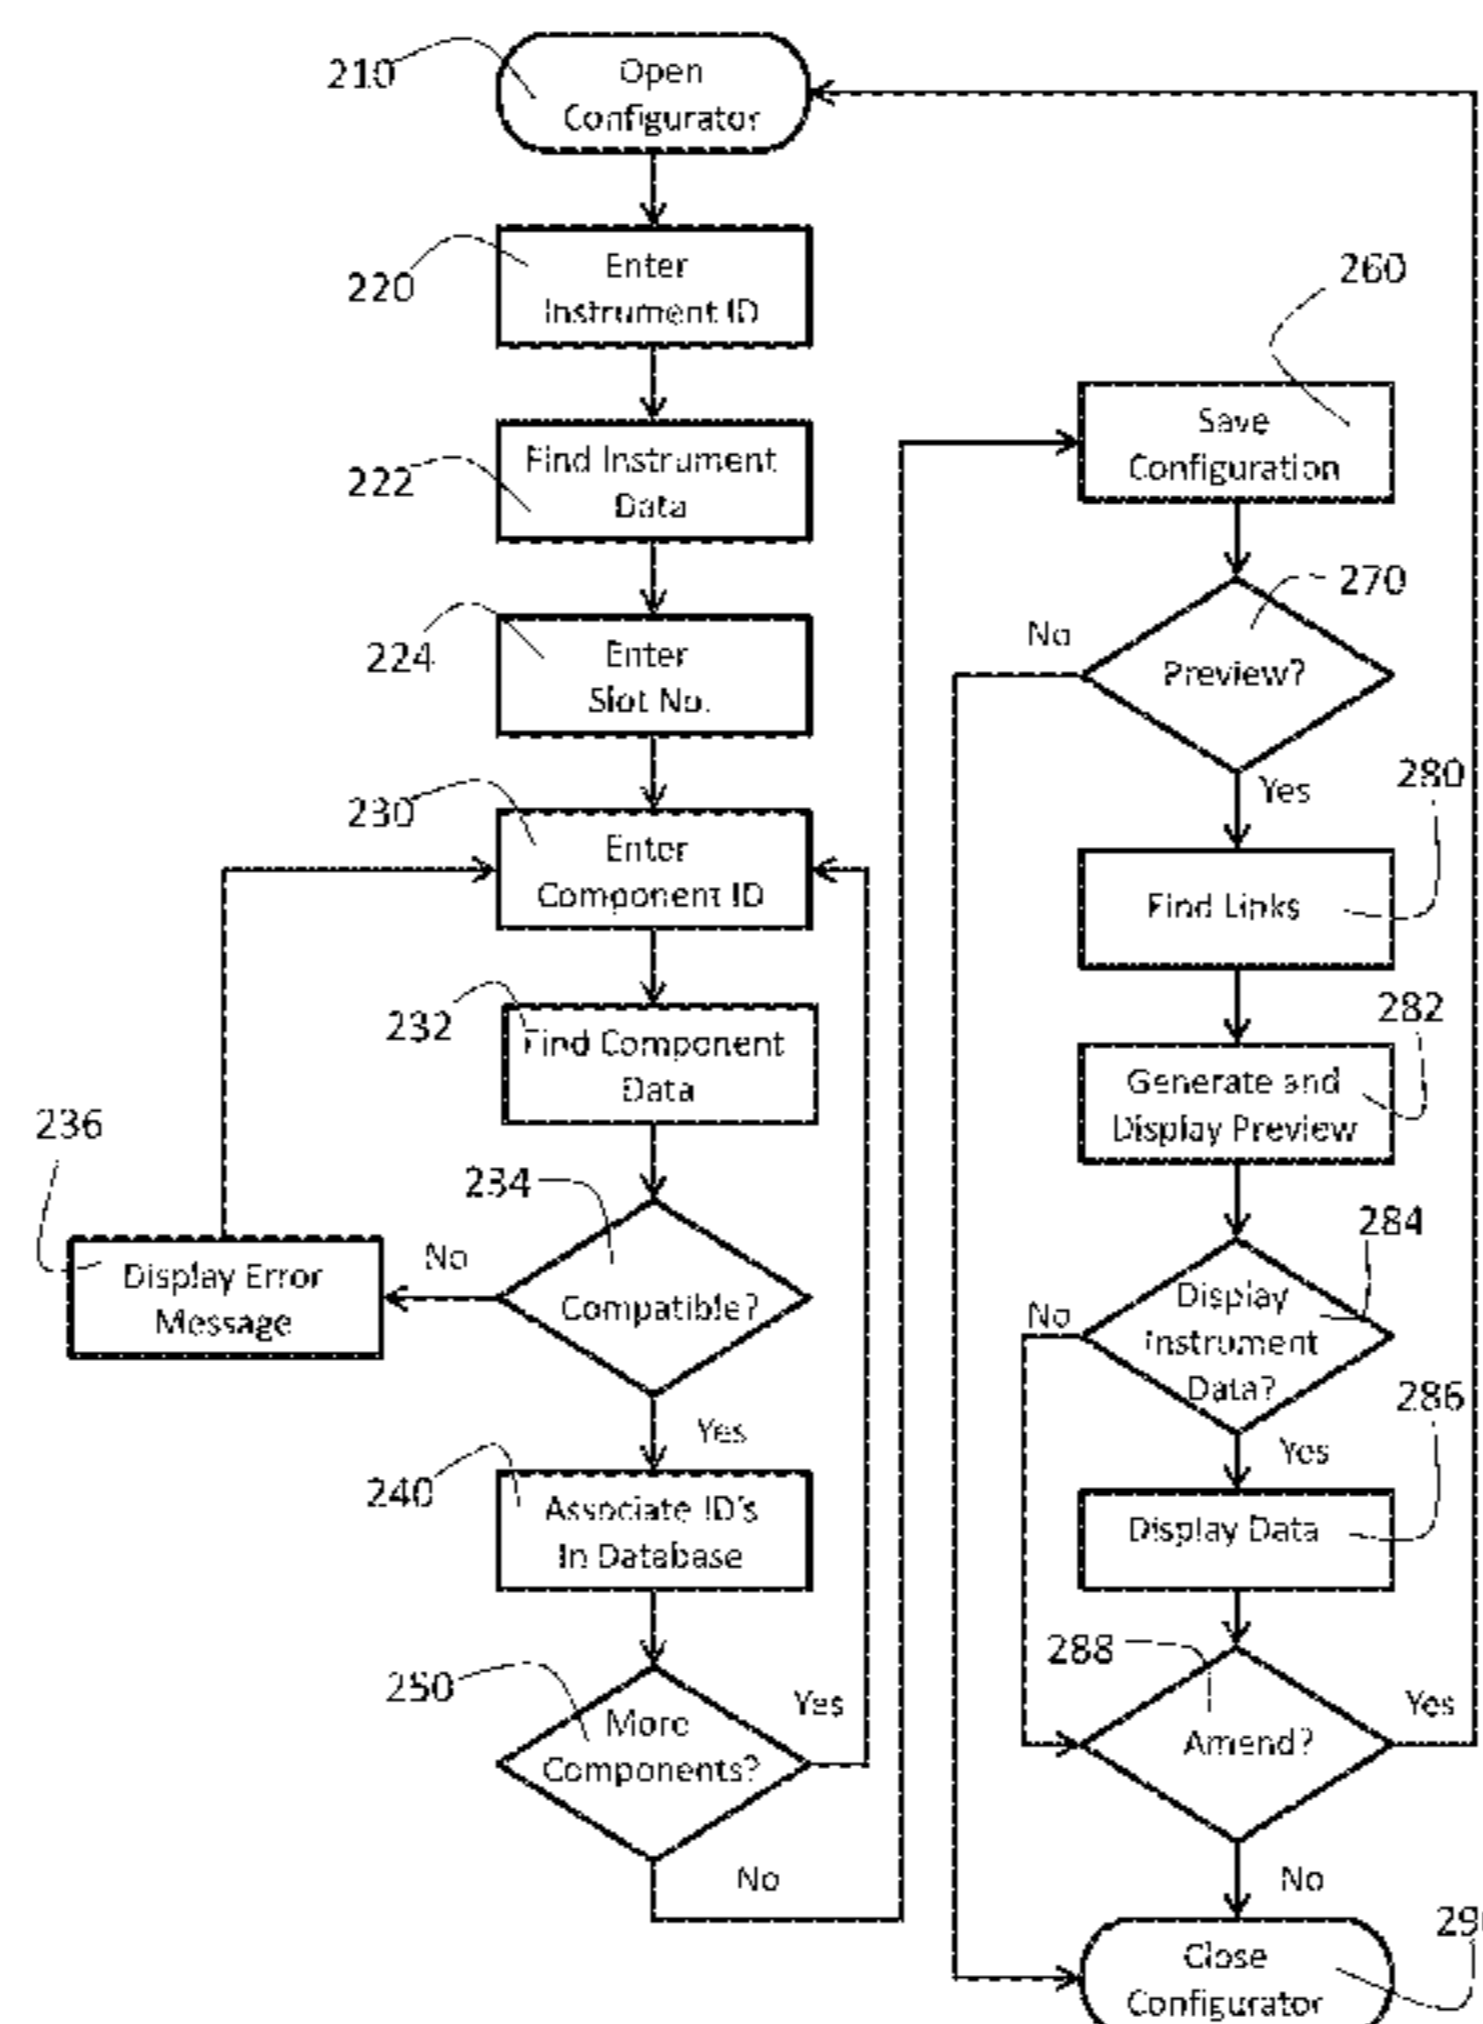 210
Open
Configurator
220
Enter
Instrument ID
222
Find Instrument
Data
224
Enter
Slot No.
230
Enter
Component ID
232
Find Component
Data
234
Compatible?
No
236
Display Error
Message
Yes
240
Associate ID's
In Database
250
More
Components?
Yes
No
260
Save
Configuration
270
Preview?
No
Yes
280
Find Links
282
Generate and
Display Preview
284
Display
Instrument
Data?
No
Yes
286
Display Data
288
Amend?
Yes
No
Close
Configurator